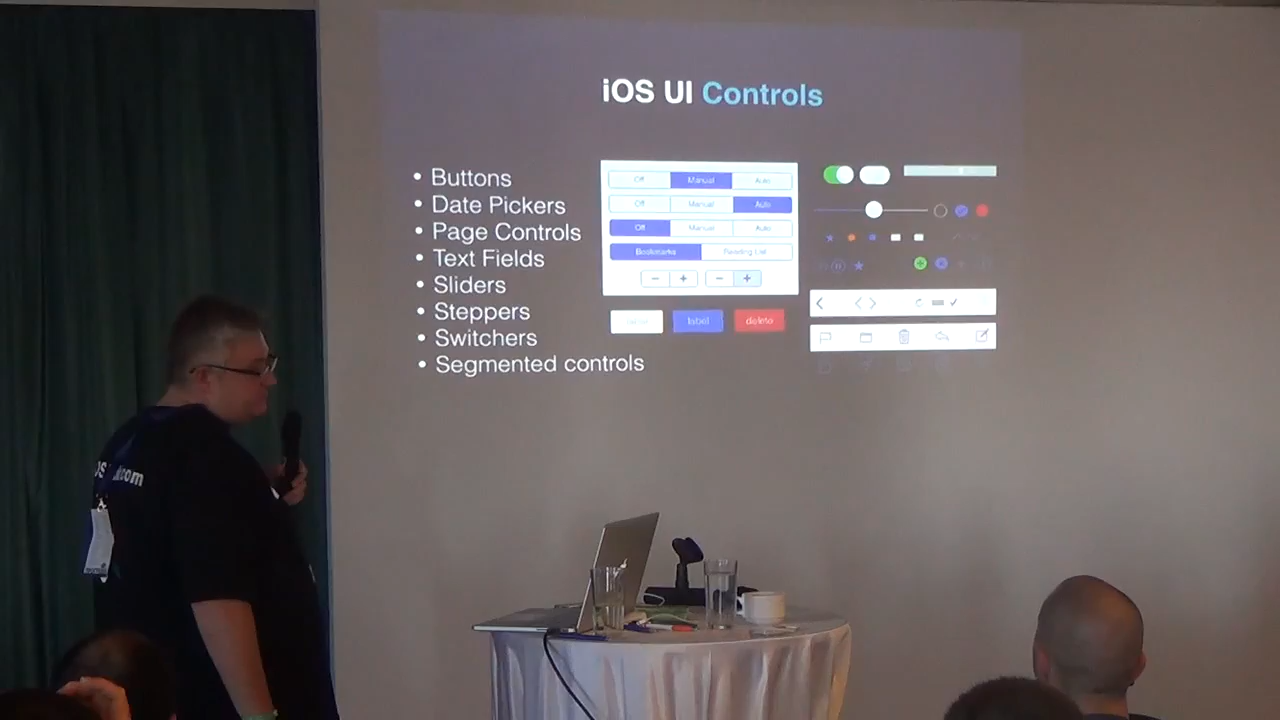 iOS UI Controls
• Buttons
• Date Pickers
• Page Controls
• Text Fields
• Sliders
• Steppers
• Switchers
• Segmented controls
Off Manual Auto
Off Manual Auto
Off Manual Auto
Bookmarks Reading List
label delete
com